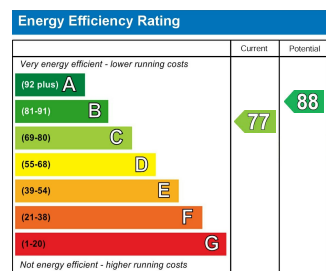 Energy Efficiency Rating
Current Potential
Very energy efficient - lower running costs
(92 plus) A
(81-91) B
(69-80) C
(55-68) D
(39-54) E
(21-38) F
(1-20) G
77
88
Not energy efficient - higher running costs